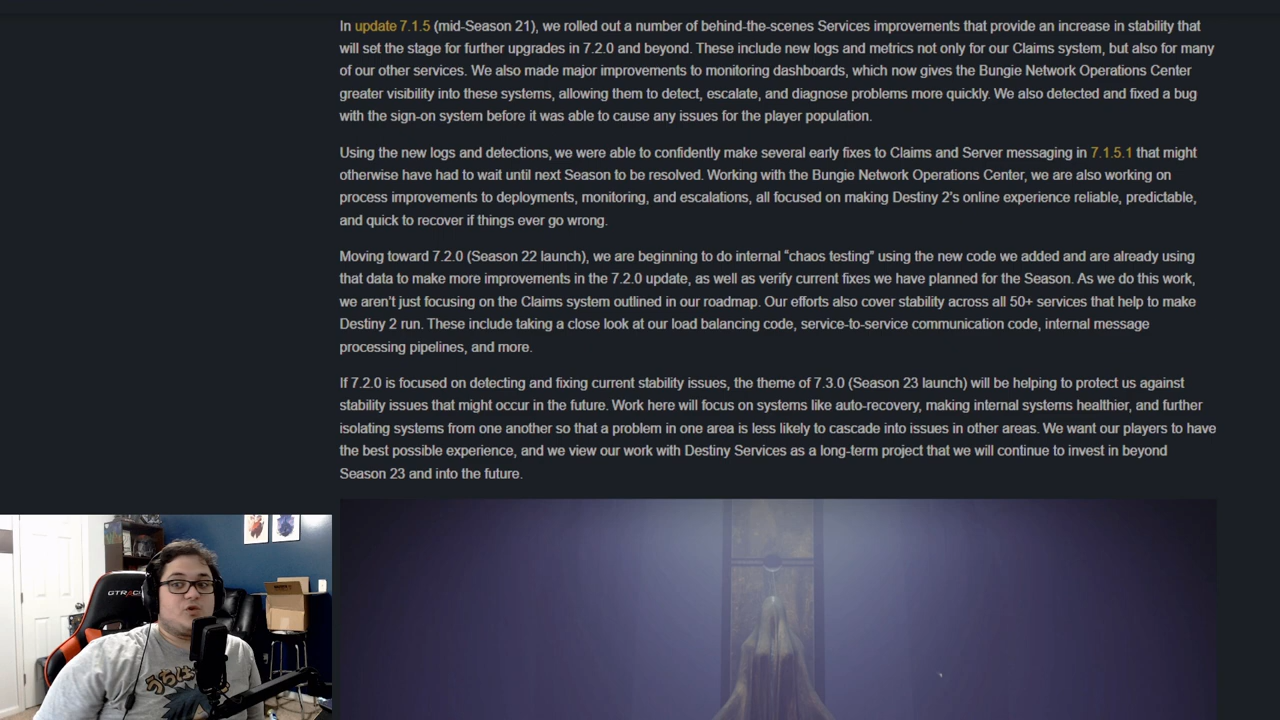 In update 7.1.5 (mid-Season 21), we rolled out a number of behind-the-scenes Services improvements that provide an increase in stability that
will set the stage for further upgrades in 7.2.0 and beyond. These include new logs and metrics not only for our Claims system, but also for many
of our other services. We also made major improvements to monitoring dashboards, which now gives the Bungie Network Operations Center
greater visibility into these systems, allowing them to detect, escalate, and diagnose problems more quickly. We also detected and fixed a bug
with the sign-on system before it was able to cause any issues for the player population.
Using the new logs and detections, we were able to confidently make several early fixes to Claims and Server messaging in 7.1.5.1 that might
otherwise have had to wait until next Season to be resolved. Working with the Bungie Network Operations Center, we are also working on
process improvements to deployments, monitoring, and escalations, all focused on making Destiny 2's online experience reliable, predictable,
and quick to recover if things ever go wrong.
Moving toward 7.2.0 (Season 22 launch), we are beginning to do internal “chaos testing” using the new code we added and are already using
that data to make more improvements in the 7.2.0 update, as well as verify current fixes we have planned for the Season. As we do this work,
we aren't just focusing on the Claims system outlined in our roadmap. Our efforts also cover stability across all 50+ services that help to make
Destiny 2 run. These include taking a close look at our load balancing code, service-to-service communication code, internal message
processing pipelines, and more.
If 7.2.0 is focused on detecting and fixing current stability issues, the theme of 7.3.0 (Season 23 launch) will be helping to protect us against
stability issues that might occur in the future. Work here will focus on systems like auto-recovery, making internal systems healthier, and further
isolating systems from one another so that a problem in one area is less likely to cascade into issues in other areas. We want our players to have
the best possible experience, and we view our work with Destiny Services as a long-term project that we will continue to invest in beyond
Season 23 and into the future.
GTRAC
うちは